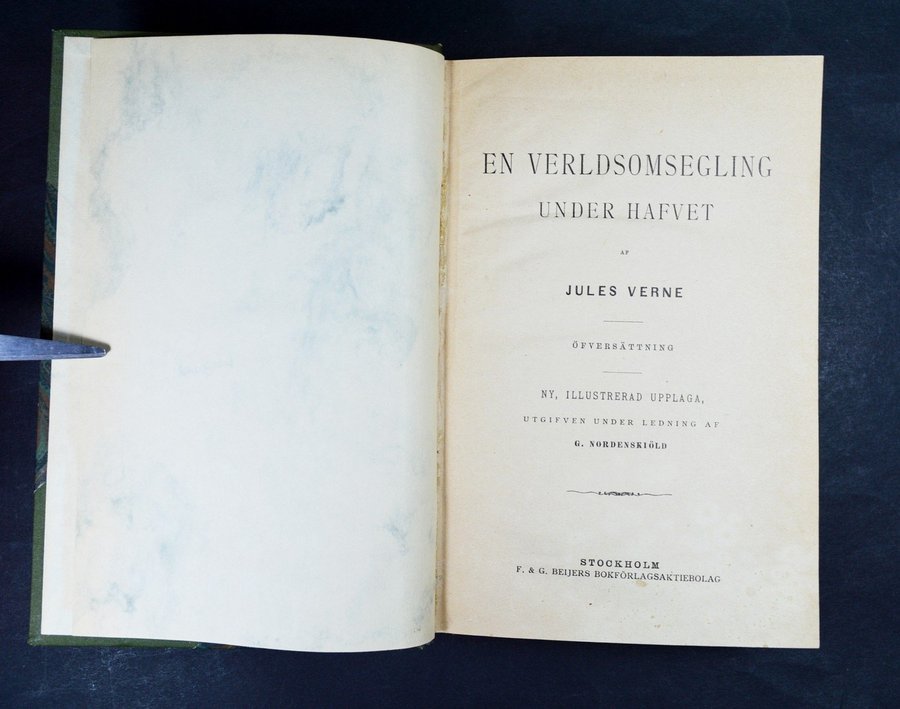 EN VERLDSOMSEGLING
UNDER HAFVET
AF
JULES VERNE
ÖFVERSÄTTNING
NY, ILLUSTRERAD UPPLAGA,
UTGIFVEN UNDER LEDNING AF
G. NORDENSKIÖLD
STOCKHOLM
F. & G. BEIJERS BOKFÖRLAGSAKTIEBOLAG